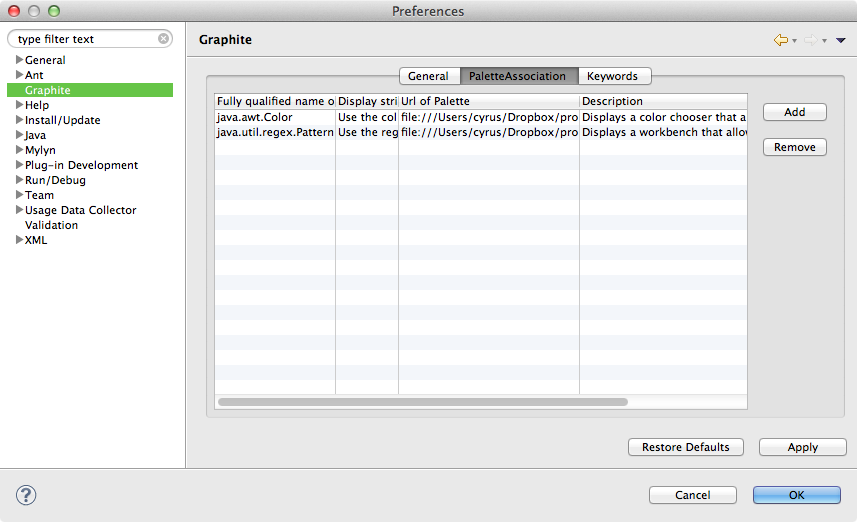 Preferences
type filter text
General
Ant
Graphite
Help
Install/Update
Java
Mylyn
Plug-in Development
Run/Debug
Team
Usage Data Collector
Validation
XML
Graphite
General PaletteAssociation Keywords
Fully qualified name o Display stri Url of Palette Description
java.awt.Color Use the col file:///Users/cyrus/Dropbox/pro Displays a color chooser that a
java.util.regex.Pattern Use the reg file:///Users/cyrus/Dropbox/pro Displays a workbench that allow
Add
Remove
Restore Defaults Apply
? Cancel OK